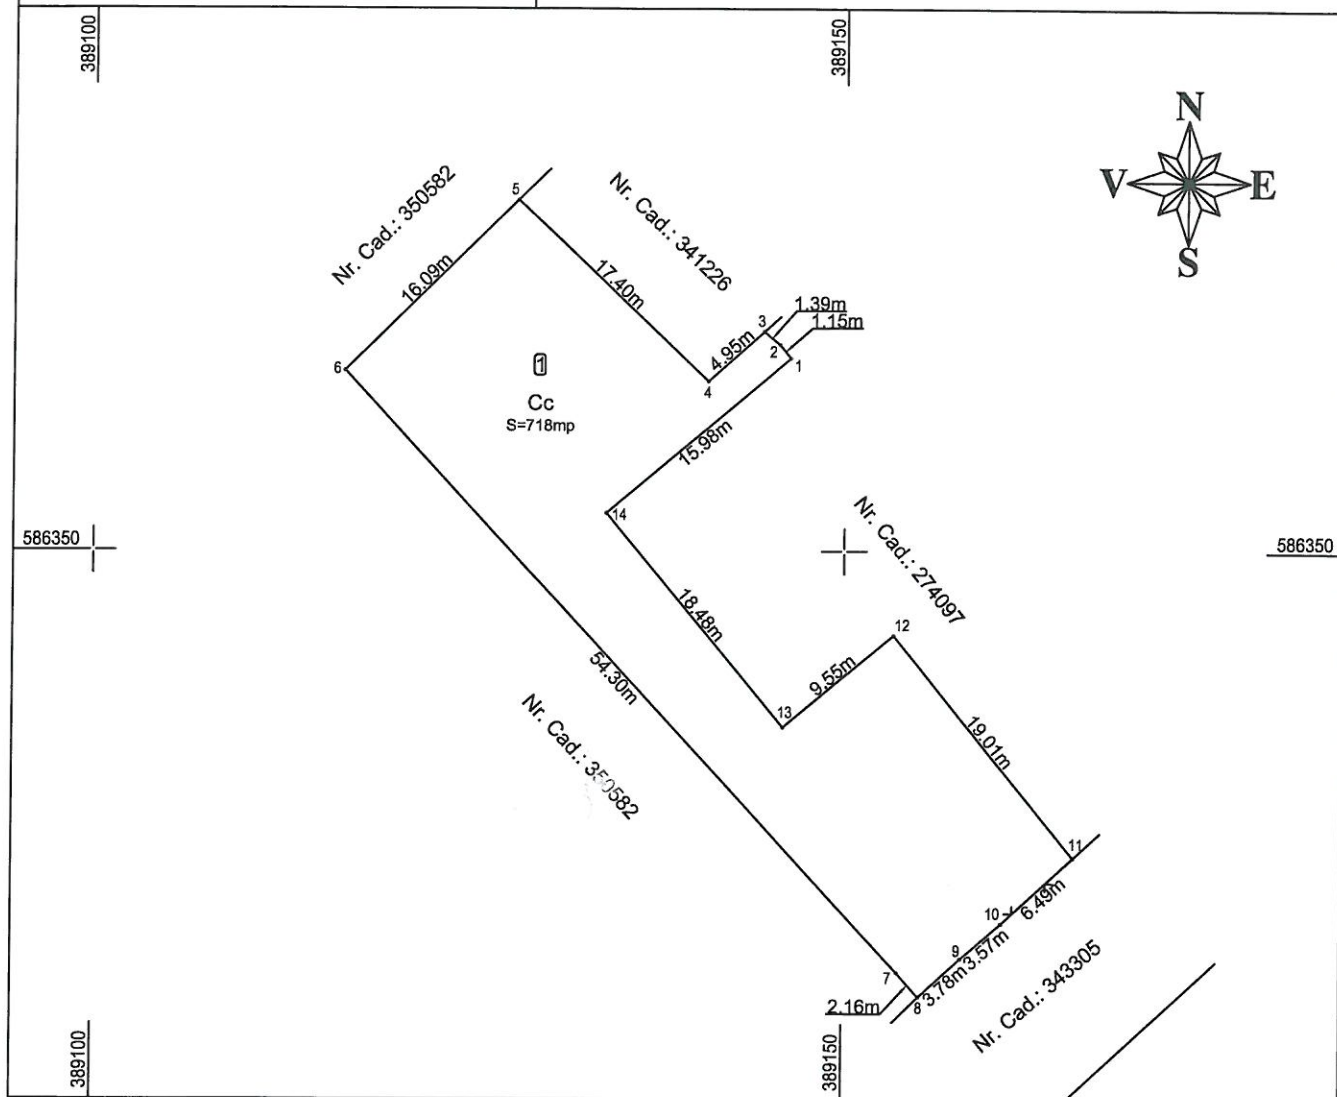 389100
389150
N
V
E
S
Nr. Cad.: 350582
5
Nr. Cad.: 341226
16.09m
17.40m
1.39m
3
1.15m
2
1
4.95m
6
1
4
Cc
S=718mp
15.98m
14
586350
586350
Nr. Cad.: 274097
18.48m
12
54.30m
9.55m
13
Nr. Cad.: 350582
19.01m
11
6.49m
10
9
3.57m
7
3.78m
8
2.16m
Nr. Cad.: 343305
389100
389150